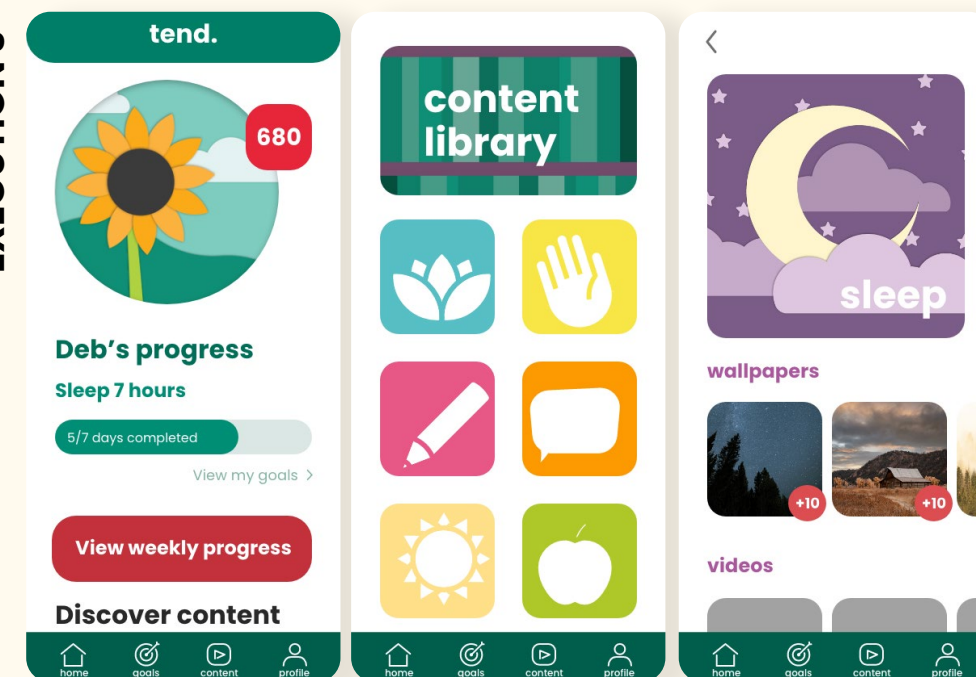 tend.
680
Deb's progress
Sleep 7 hours
5/7 days completed
View my goals >
View weekly progress
Discover content
home goals content profile
content
library
home goals content profile
sleep
wallpapers
+10 +10
videos
home goals content profile